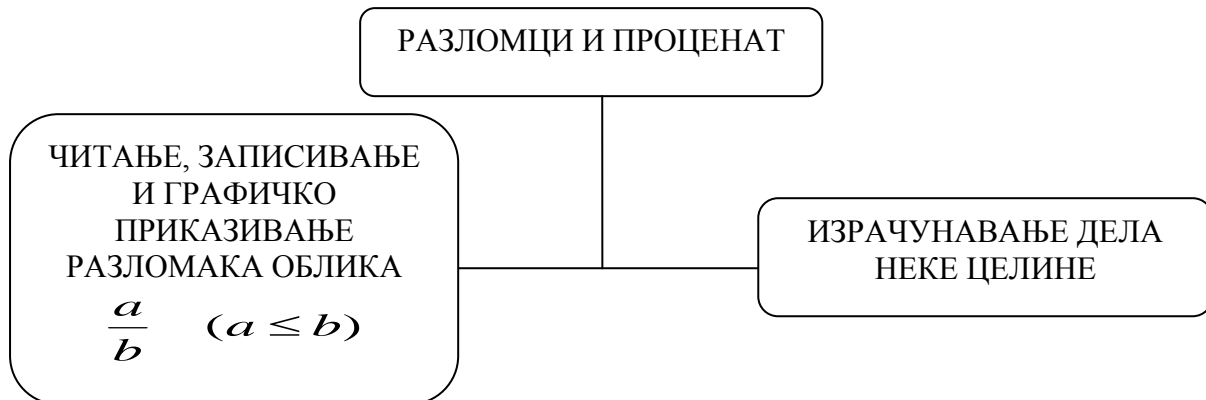 РАЗЛОМЦИ И ПРОЦЕНАТ
ЧИТАЊЕ, ЗАПИСИВАЊЕ
И ГРАФИЧКО
ПРИКАЗИВАЊЕ
РАЗЛОМАКА ОБЛИКА
a/b (a ≤ b)
ИЗРАЧУНАВАЊЕ ДЕЛА
НЕКЕ ЦЕЛИНЕ